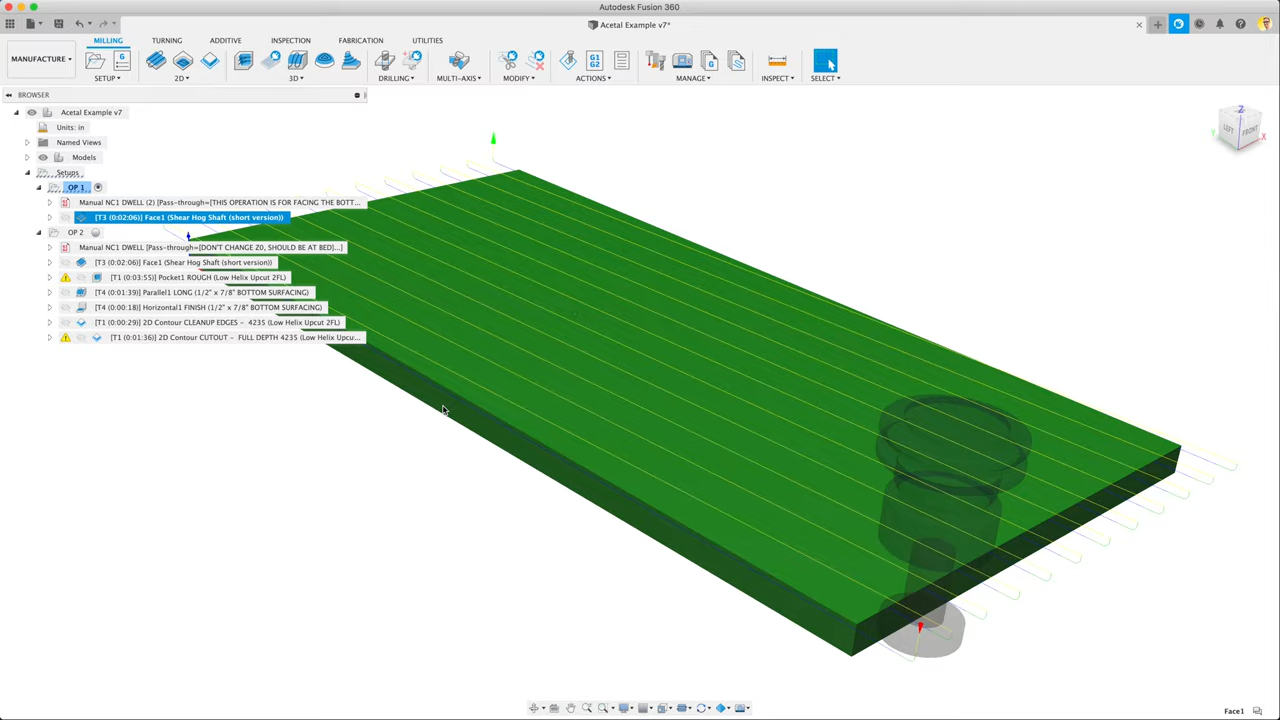 Autodesk Fusion 360
Acetal Example v7*
MILLING TURNING ADDITIVE INSPECTION FABRICATION UTILITIES
MANUFACTURE
G
G1
G2
G
SETUP 2D 3D DRILLING MULTI-AXIS MODIFY ACTIONS MANAGE INSPECT SELECT
BROWSER
Acetal Example v7
Units: in
Named Views
Models
Setups
OP 1
Manual NC1 DWELL (2) [Pass-through=[THIS OPERATION IS FOR FACING THE BOTT...
[T3 (0:02:06)] Face1 (Shear Hog Shaft (short version))
OP 2
Manual NC1 DWELL [Pass-through=[DON'T CHANGE Z0, SHOULD BE AT BED]...]
[T3 (0:02:06)] Face1 (Shear Hog Shaft (short version))
[T1 (0:03:55)] Pocket1 ROUGH (Low Helix Upcut 2FL)
[T4 (0:01:39)] Parallel1 LONG (1/2" x 7/8" BOTTOM SURFACING)
[T4 (0:00:18)] Horizontal1 FINISH (1/2" x 7/8" BOTTOM SURFACING)
[T1 (0:00:29)] 2D Contour CLEANUP EDGES - 4235 (Low Helix Upcut 2FL)
[T1 (0:01:36)] 2D Contour CUTOUT - FULL DEPTH 4235 (Low Helix Upcu...
Z
LEFT FRONT
Y
X
Face1